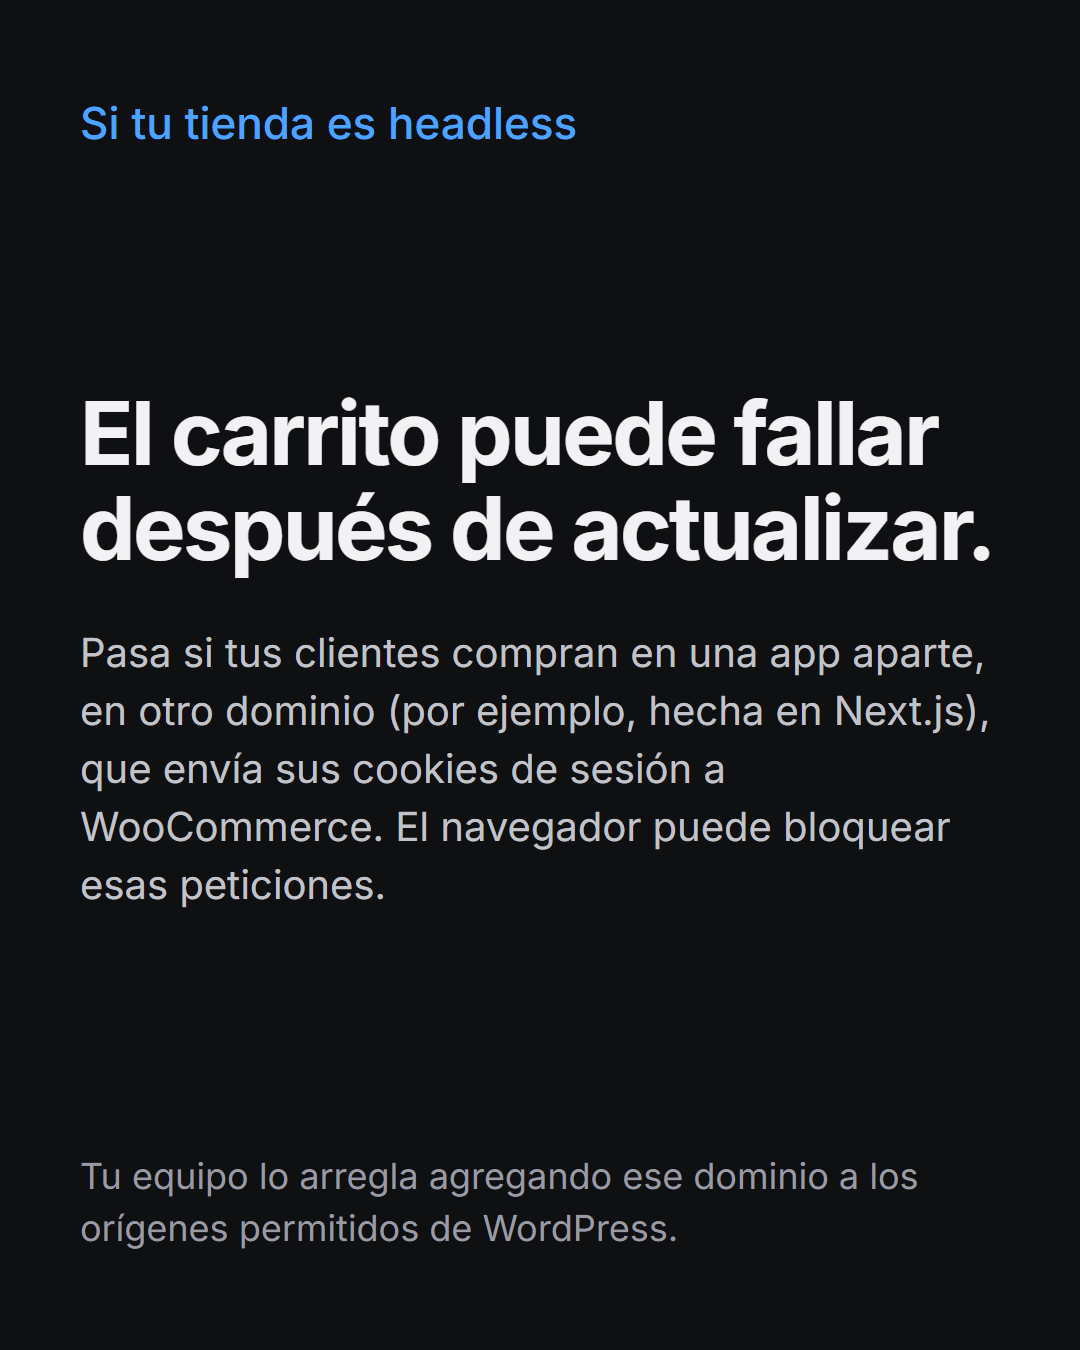 Si tu tienda es headless
El carrito puede fallar
después de actualizar.
Pasa si tus clientes compran en una app aparte,
en otro dominio (por ejemplo, hecha en Next.js),
que envía sus cookies de sesión a
WooCommerce. El navegador puede bloquear
esas peticiones.
Tu equipo lo arregla agregando ese dominio a los
orígenes permitidos de WordPress.